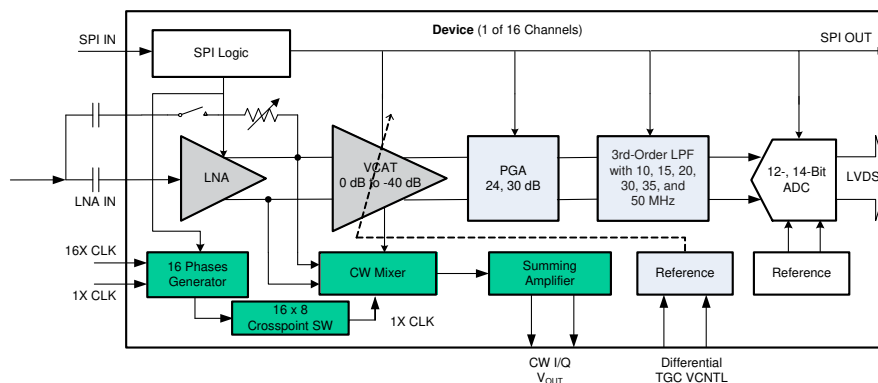 Device (1 of 16 Channels)
SPI IN
SPI Logic
SPI OUT
LNA
VCAT
0 dB to -40 dB
PGA
24, 30 dB
3rd-Order LPF
with 10, 15, 20,
30, 35, and
50 MHz
12-, 14-Bit
ADC
LVDS
LNA IN
16X CLK
1X CLK
16 Phases
Generator
CW Mixer
Summing
Amplifier
Reference
Reference
16 x 8
Crosspoint SW
1X CLK
CW I/Q
VOUT
Differential
TGC VCNTL